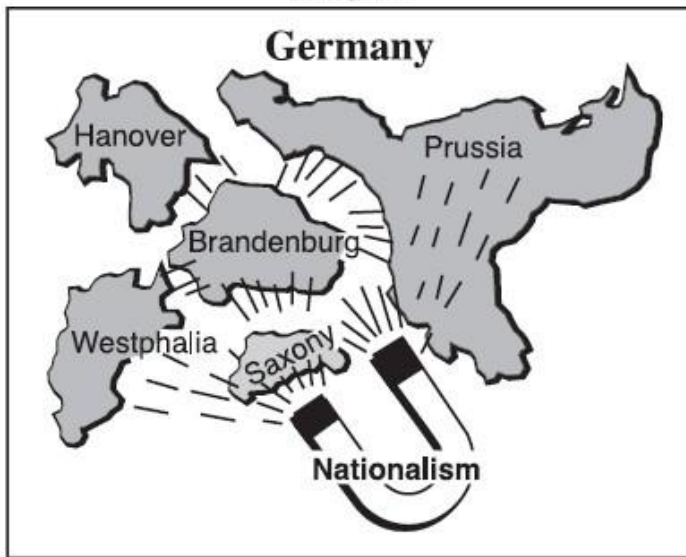 Germany
Hanover
Prussia
Brandenburg
Westphalia
Saxony
Nationalism